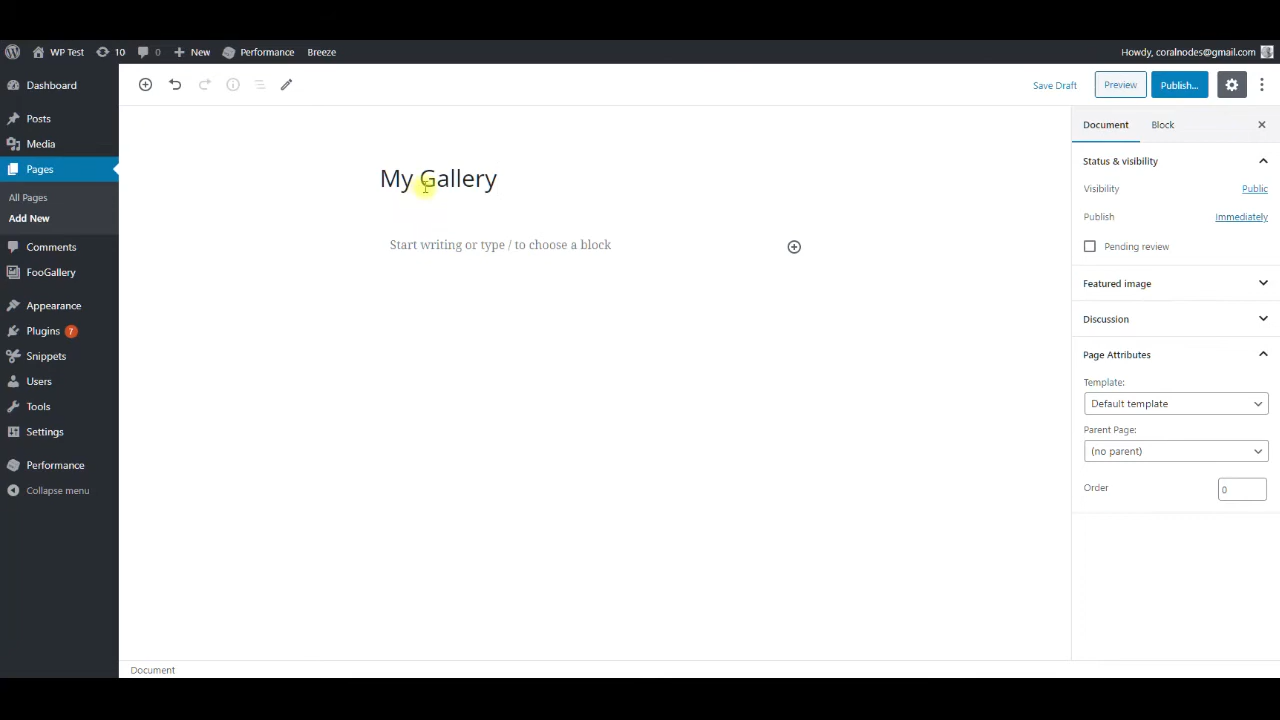 WP Test 10 0 New Performance Breeze Howdy, coralnodes@gmail.com
Dashboard
Posts
Media
Pages
All Pages
Add New
Comments
FooGallery
Appearance
Plugins 7
Snippets
Users
Tools
Settings
Performance
Collapse menu
Save Draft Preview Publish...
My Gallery
Start writing or type / to choose a block
Document Block
Status & visibility
Visibility Public
Publish Immediately
Pending review
Featured image
Discussion
Page Attributes
Template:
Default template
Parent Page:
(no parent)
Order 0
Document